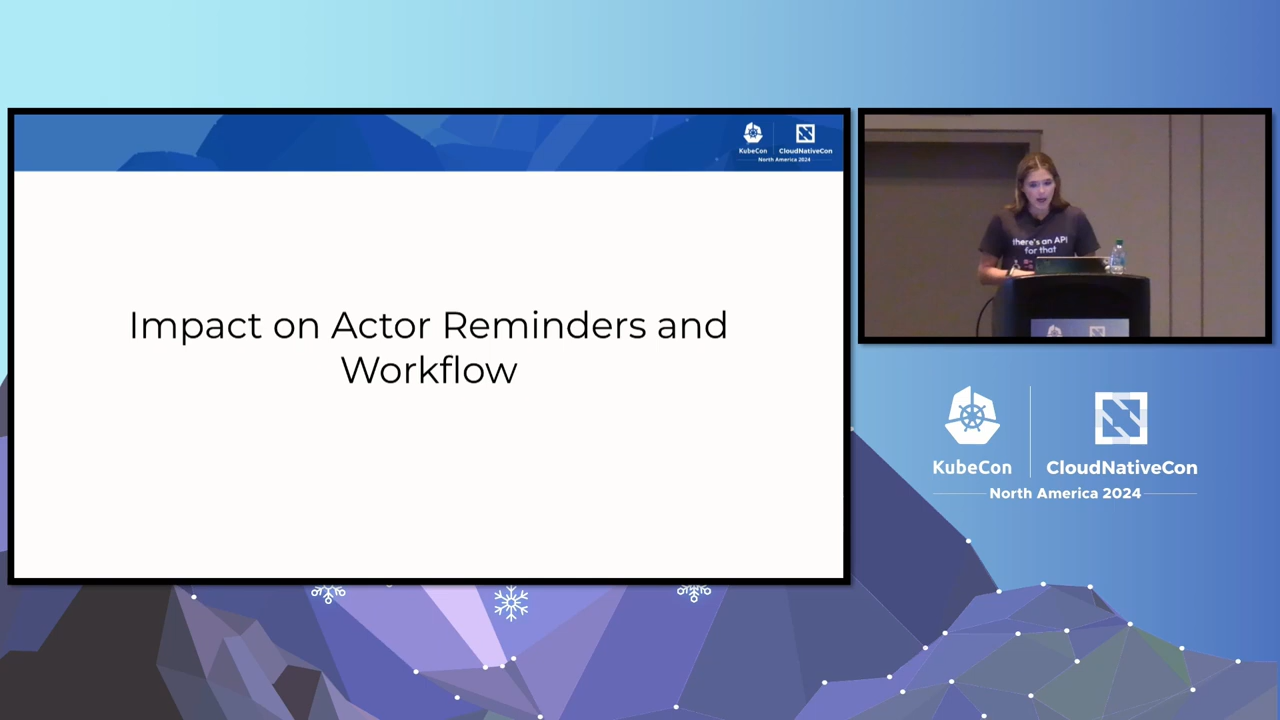 KubeCon
CloudNativeCon
North America 2024
Impact on Actor Reminders and
Workflow
there's an API
for that
KubeCon
CloudNativeCon
North America 2024